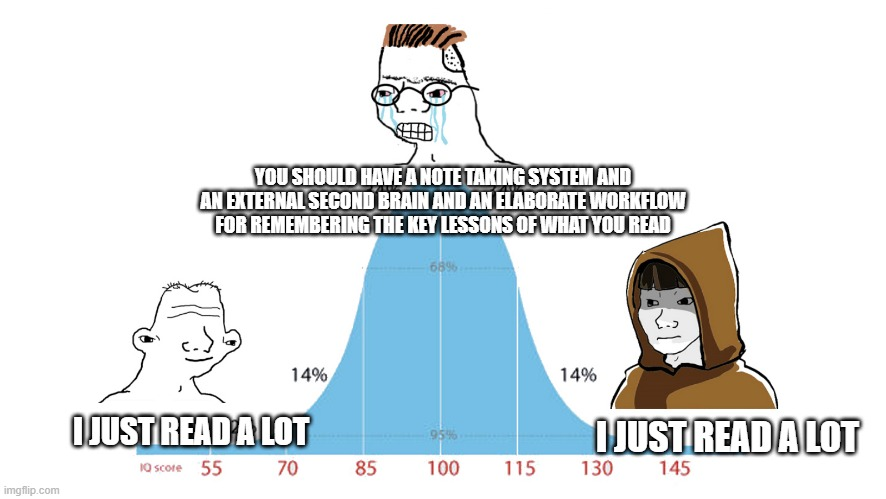 YOU SHOULD HAVE A NOTE TAKING SYSTEM AND
AN EXTERNAL SECOND BRAIN AND AN ELABORATE WORKFLOW
FOR REMEMBERING THE KEY LESSONS OF WHAT YOU READ
68%
14%
14%
I JUST READ A LOT
95%
I JUST READ A LOT
IQ score 55 70 85 100 115 130 145
imgflip.com